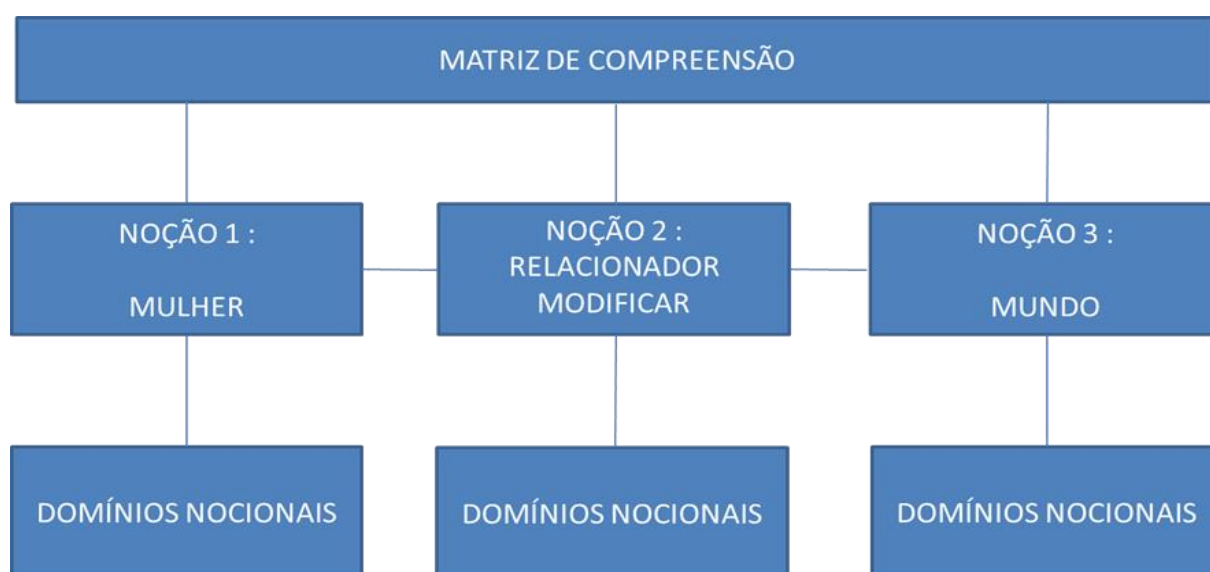 MATRIZ DE COMPREENSÃO
NOÇÃO 1 :
MULHER
NOÇÃO 2 :
RELACIONADOR
MODIFICAR
NOÇÃO 3 :
MUNDO
DOMÍNIOS NOCIONAIS
DOMÍNIOS NOCIONAIS
DOMÍNIOS NOCIONAIS